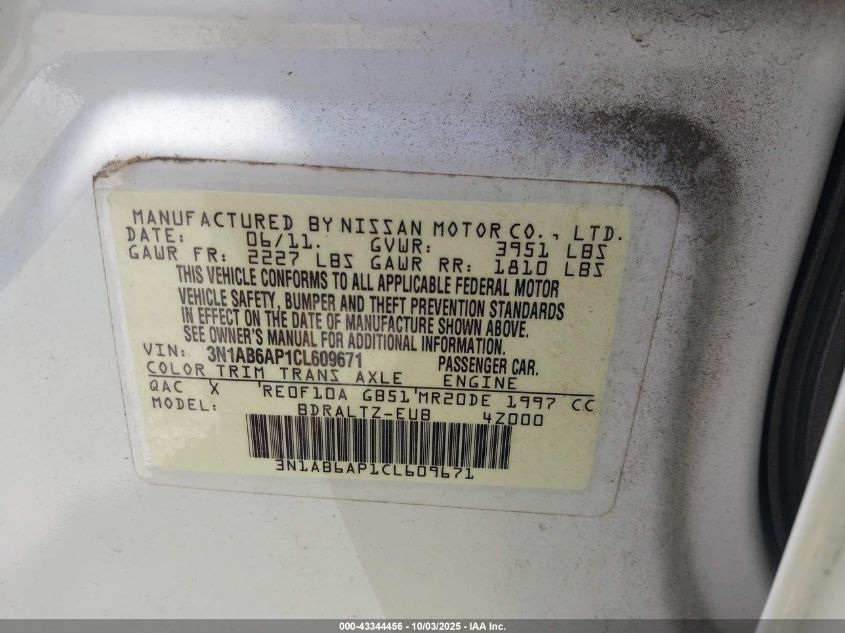 MANUFACTURED BY NISSAN MOTOR CO., LTD.
DATE: 06/11. GVWR: 3951 LBS
GAWR FR: 2227 LBS GAWR RR: 1810 LBS
THIS VEHICLE CONFORMS TO ALL APPLICABLE FEDERAL MOTOR
VEHICLE SAFETY, BUMPER AND THEFT PREVENTION STANDARDS
IN EFFECT ON THE DATE OF MANUFACTURE SHOWN ABOVE.
SEE OWNER'S MANUAL FOR ADDITIONAL INFORMATION.
VIN: 3N1AB6AP1CL609671 PASSENGER CAR.
COLOR TRIM TRANS AXLE ENGINE
QAC X RE0F10A GB51 MR20DE 1997 CC
MODEL: BDRALTZ-EUB 4Z000
3N1AB6AP1CL609671
000-43344456 - 10/03/2025 - IAA Inc.